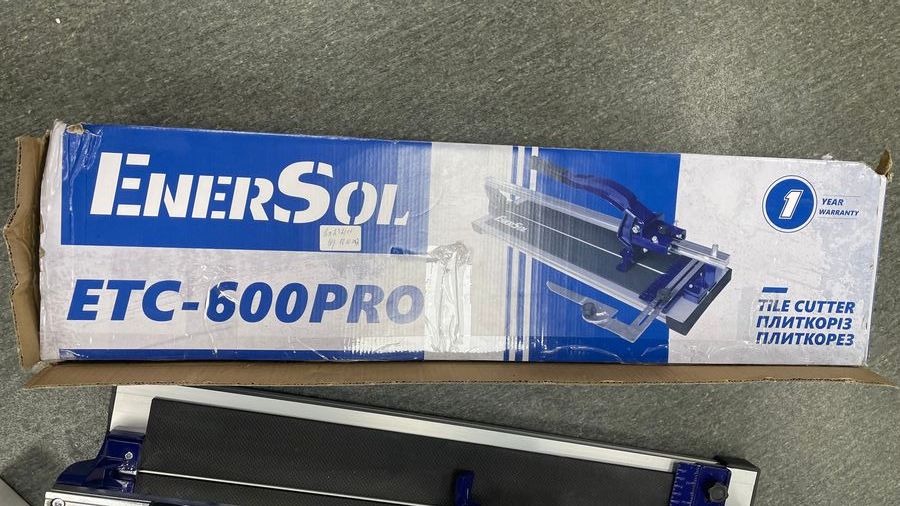 ENERSOL
ETC-600PRO
1
YEAR
WARRANTY
TILE CUTTER
ПЛИТКОРІЗ
ПЛИТКОРЕЗ